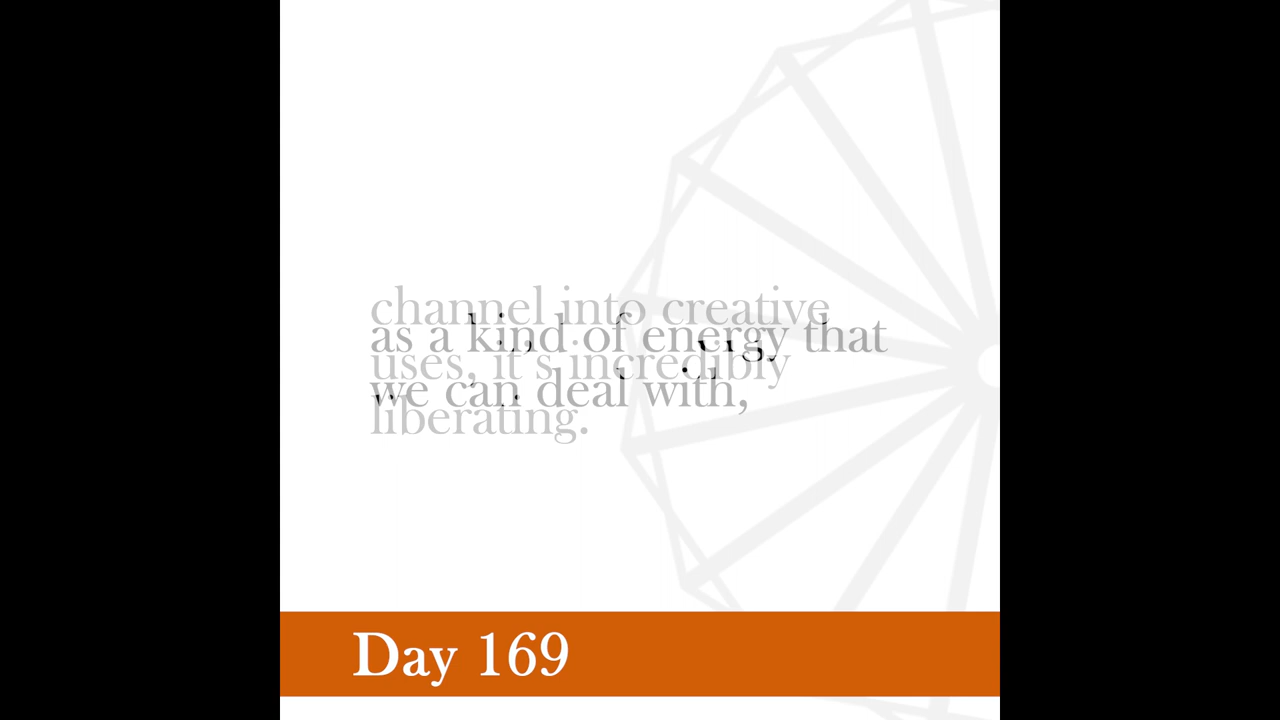 channel into creative
as a kind of energy that
uses, it's incredibly
we can deal with,
liberating.
Day 169